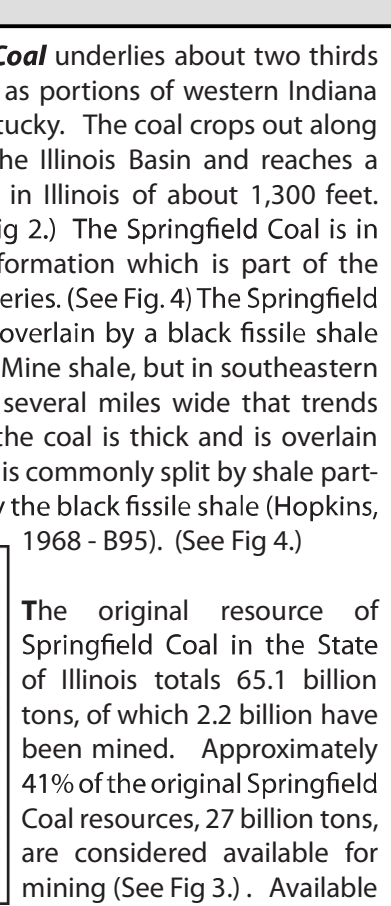 Coal underlies about two thirds
as portions of western Indiana
tucky. The coal crops out along
he Illinois Basin and reaches a
in Illinois of about 1,300 feet.
ig 2.) The Springfield Coal is in
formation which is part of the
eries. (See Fig. 4) The Springfield
overlain by a black fissile shale
Mine shale, but in southeastern
several miles wide that trends
the coal is thick and is overlain
is commonly split by shale part-
y the black fissile shale (Hopkins,
1968 - B95). (See Fig 4.)
The original resource of
Springfield Coal in the State
of Illinois totals 65.1 billion
tons, of which 2.2 billion have
been mined. Approximately
41% of the original Springfield
Coal resources, 27 billion tons,
are considered available for
mining (See Fig 3.) . Available